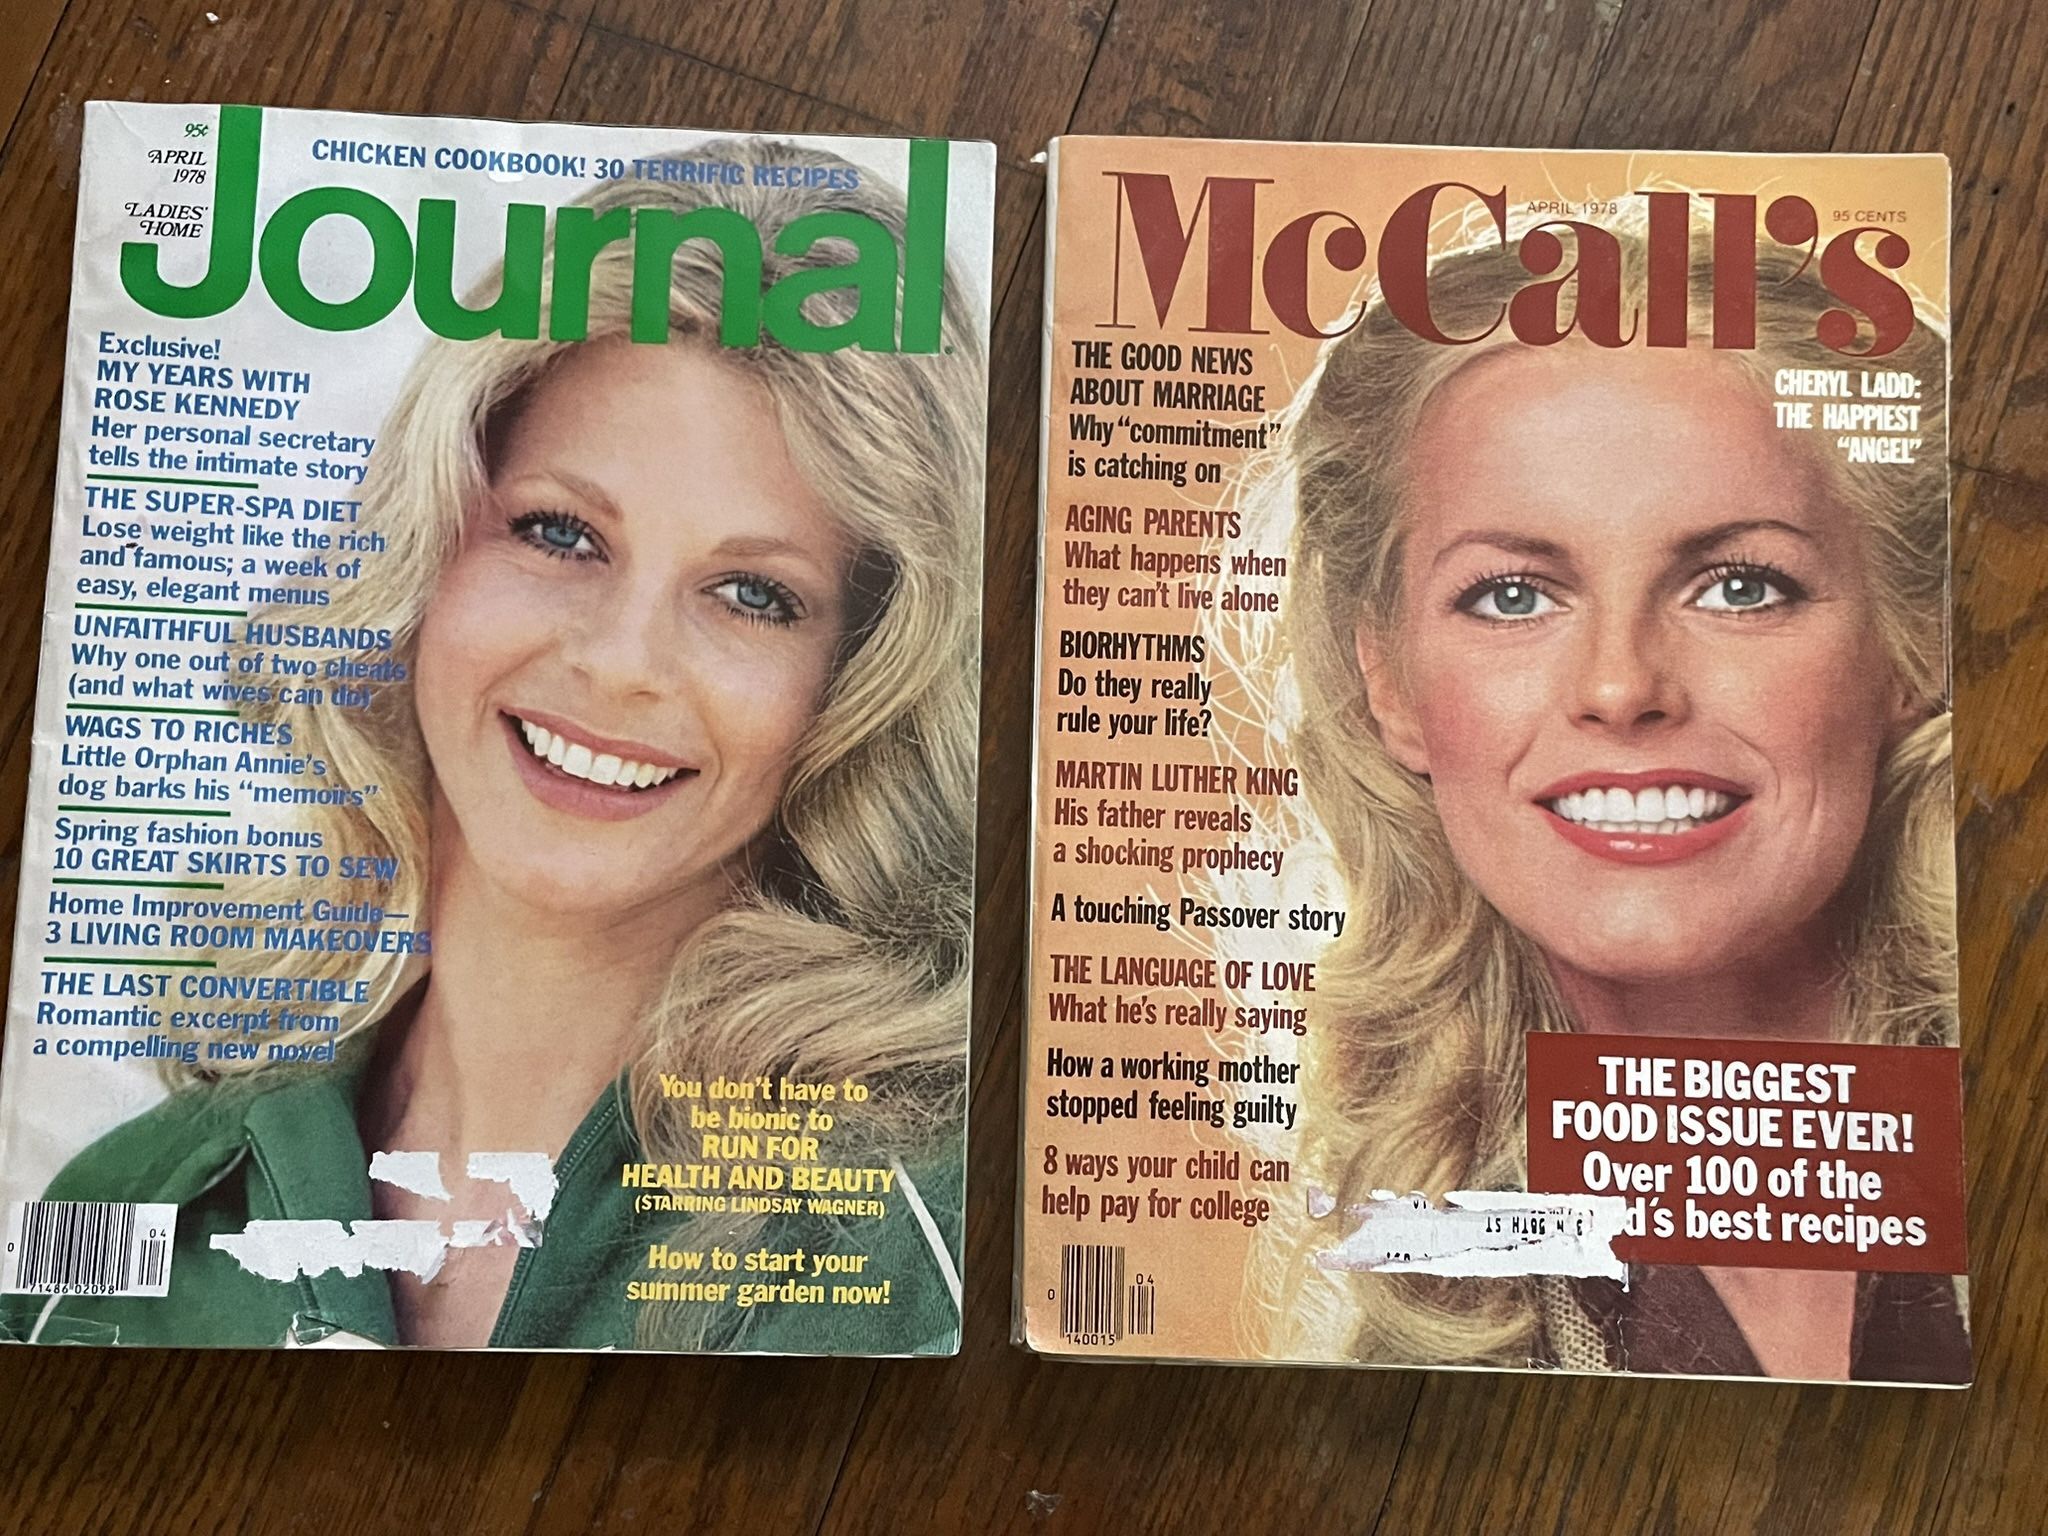 95¢
APRIL
1978
LADIES'
HOME
CHICKEN COOKBOOK! 30 TERRIFIC RECIPES
Journal
Exclusive!
MY YEARS WITH
ROSE KENNEDY
Her personal secretary
tells the intimate story
THE SUPER-SPA DIET
Lose weight like the rich
and famous; a week of
easy, elegant menus
UNFAITHFUL HUSBANDS
Why one out of two cheats
(and what wives can do)
WAGS TO RICHES
Little Orphan Annie's
dog barks his "memoirs"
Spring fashion bonus
10 GREAT SKIRTS TO SEW
Home Improvement Guide—
3 LIVING ROOM MAKEOVERS
THE LAST CONVERTIBLE
Romantic excerpt from
a compelling new novel
You don't have to
be bionic to
RUN FOR
HEALTH AND BEAUTY
(STARRING LINDSAY WAGNER)
How to start your
summer garden now!
04
0
71486 02098
McCall's
APRIL 1978
95 CENTS
THE GOOD NEWS
ABOUT MARRIAGE
Why "commitment"
is catching on
CHERYL LADD:
THE HAPPIEST
"ANGEL"
AGING PARENTS
What happens when
they can't live alone
BIORHYTHMS
Do they really
rule your life?
MARTIN LUTHER KING
His father reveals
a shocking prophecy
A touching Passover story
THE LANGUAGE OF LOVE
What he's really saying
How a working mother
stopped feeling guilty
8 ways your child can
help pay for college
THE BIGGEST
FOOD ISSUE EVER!
Over 100 of the
d's best recipes
N 58TH ST
04
0
140015